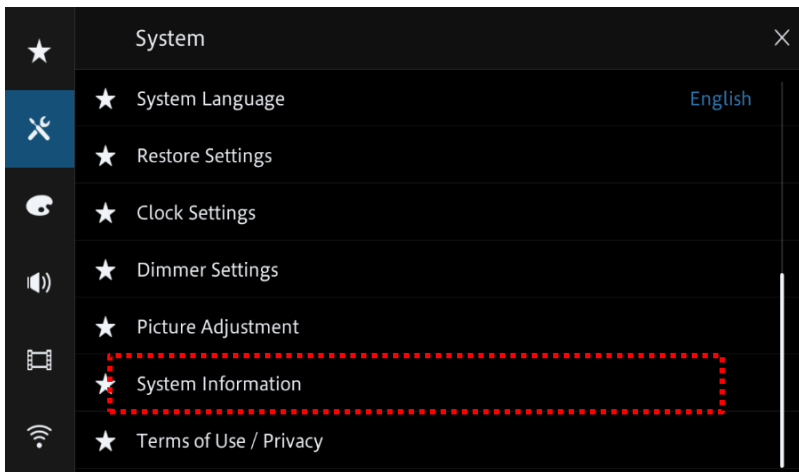 System
System Language English
Restore Settings
Clock Settings
Dimmer Settings
Picture Adjustment
System Information
Terms of Use / Privacy